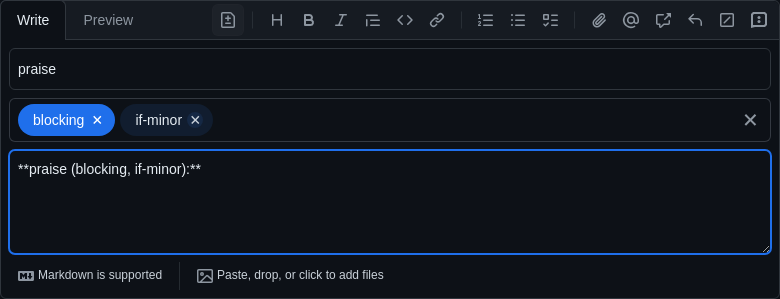 Write Preview
praise
blocking if-minor
**praise (blocking, if-minor):**
Markdown is supported Paste, drop, or click to add files